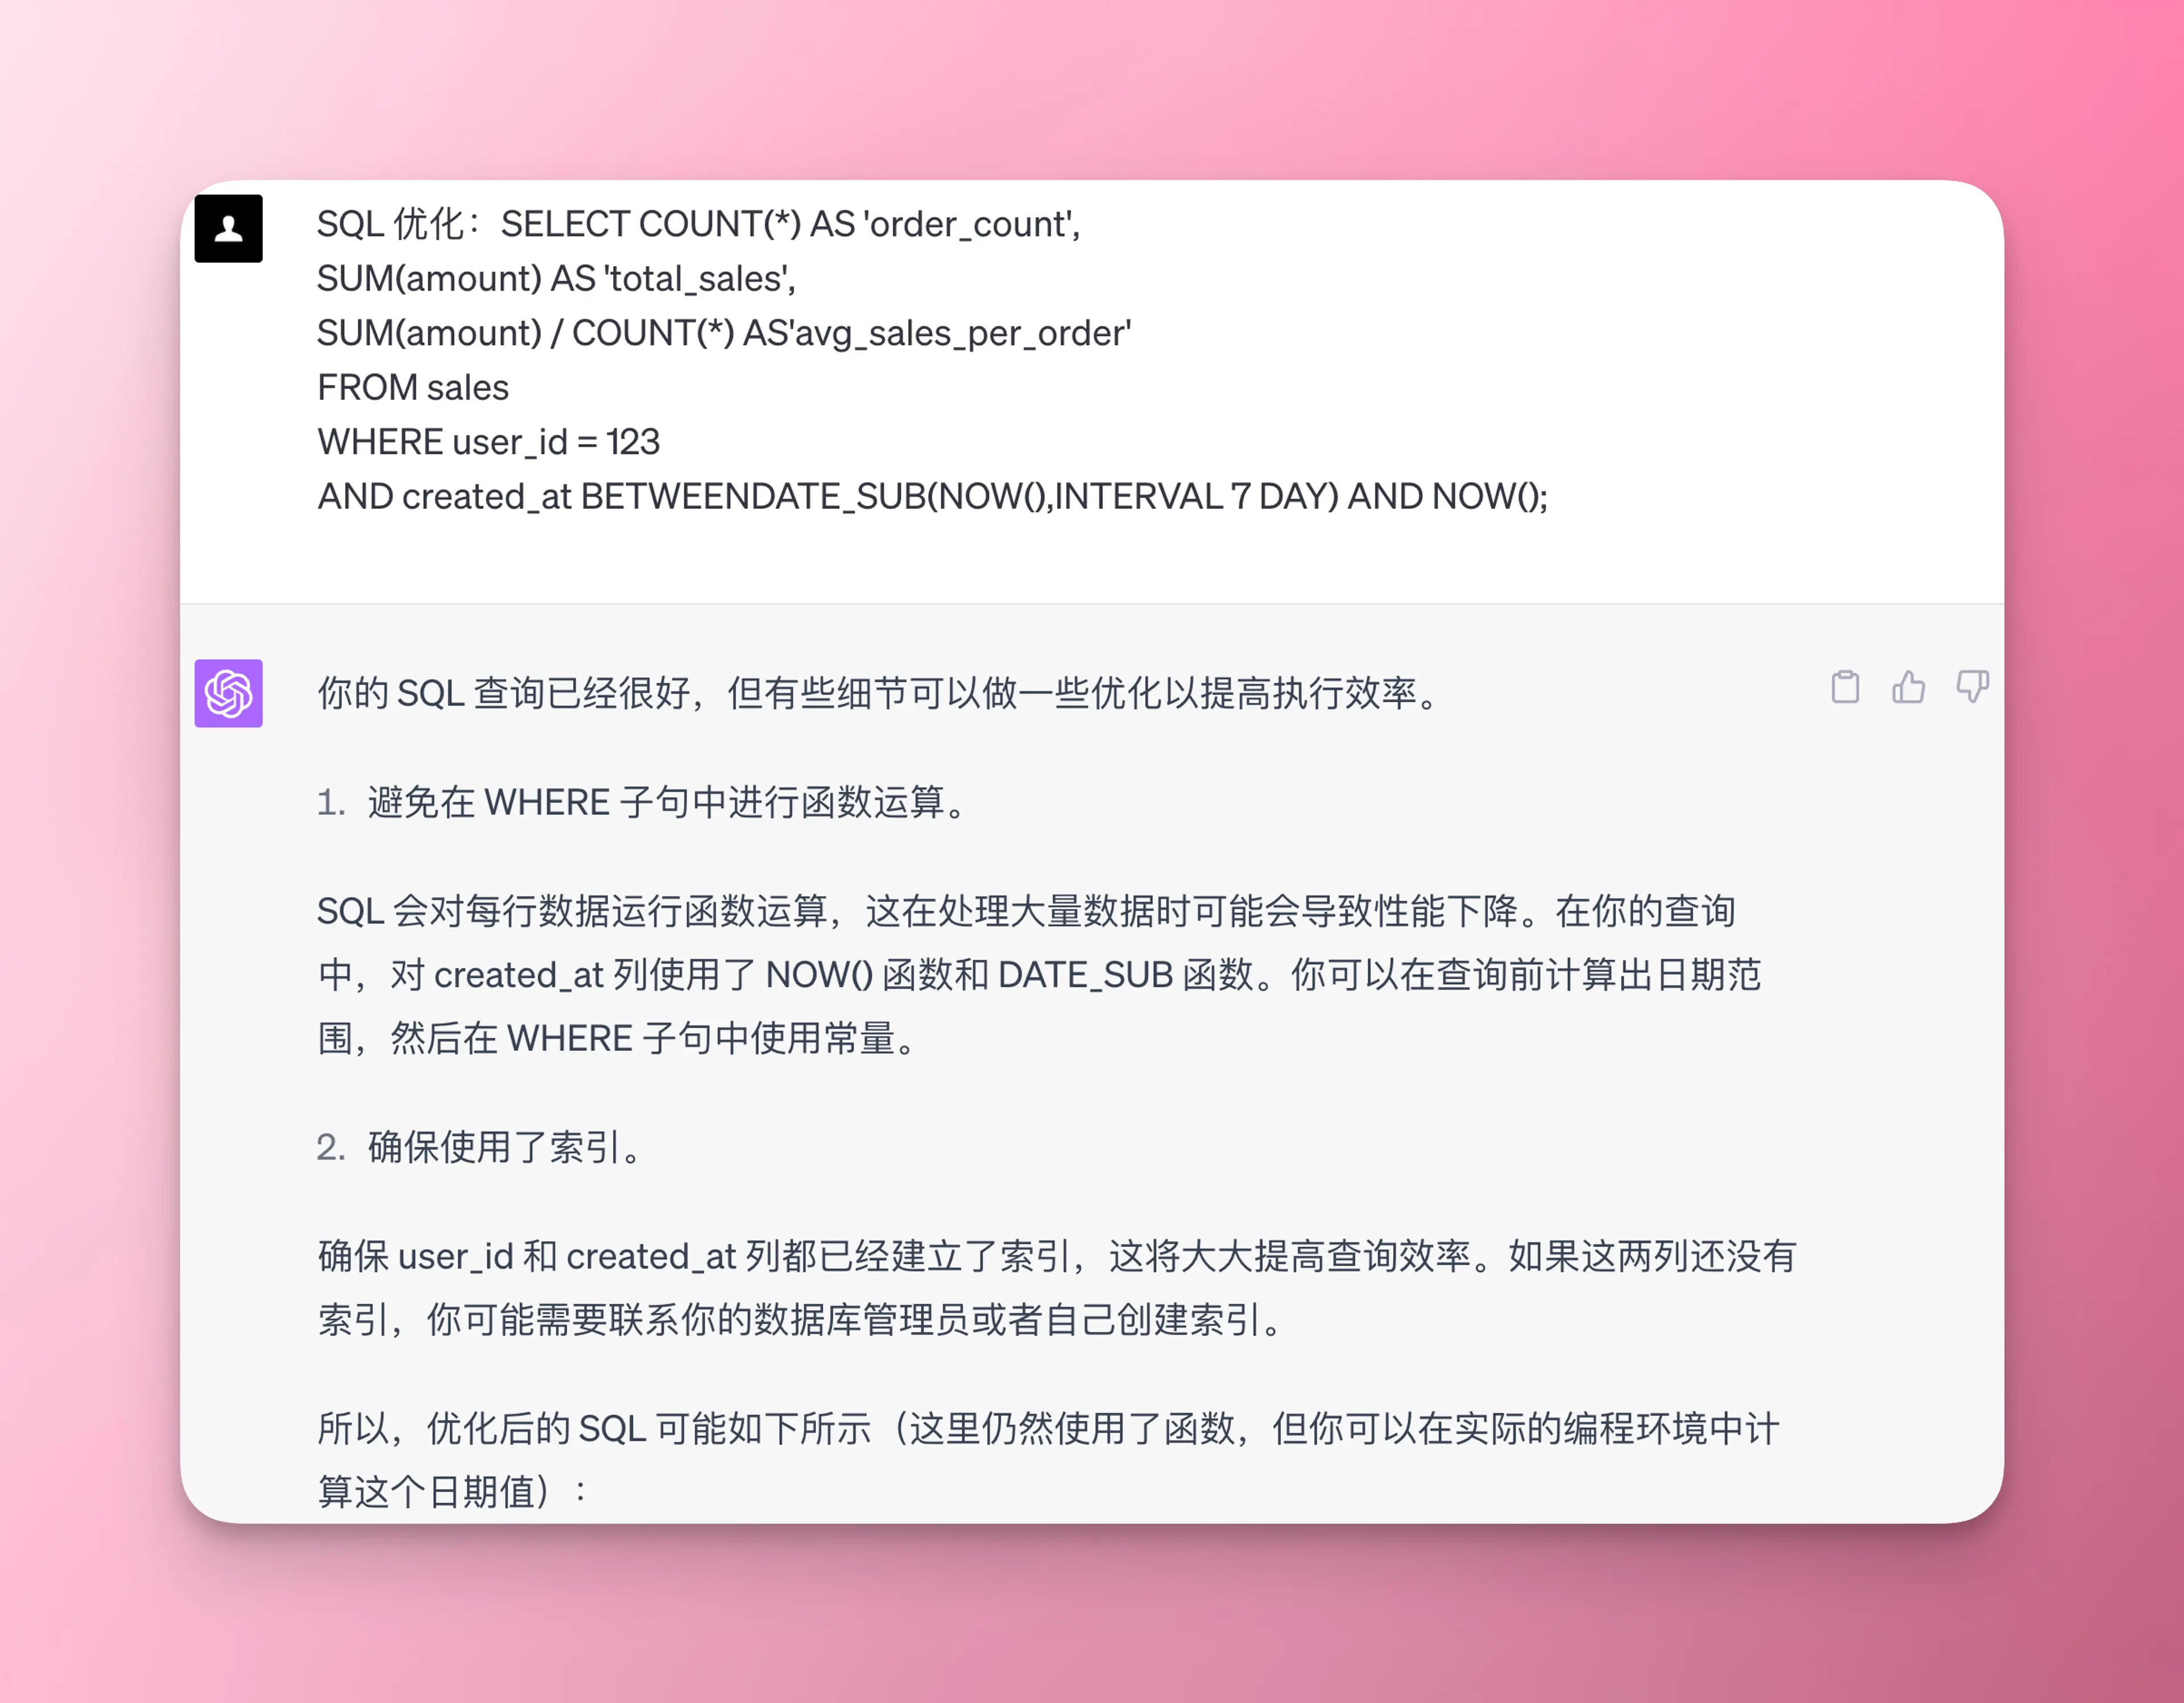 SQL 优化：SELECT COUNT(*) AS 'order_count',
SUM(amount) AS 'total_sales',
SUM(amount) / COUNT(*) AS'avg_sales_per_order'
FROM sales
WHERE user_id = 123
AND created_at BETWEENDATE_SUB(NOW(),INTERVAL 7 DAY) AND NOW();
你的 SQL 查询已经很好，但有些细节可以做一些优化以提高执行效率。
1. 避免在 WHERE 子句中进行函数运算。
SQL 会对每行数据运行函数运算，这在处理大量数据时可能会导致性能下降。在你的查询
中，对 created_at 列使用了 NOW() 函数和 DATE_SUB 函数。你可以在查询前计算出日期范
围，然后在 WHERE 子句中使用常量。
2. 确保使用了索引。
确保 user_id 和 created_at 列都已经建立了索引，这将大大提高查询效率。如果这两列还没有
索引，你可能需要联系你的数据库管理员或者自己创建索引。
所以，优化后的 SQL 可能如下所示（这里仍然使用了函数，但你可以在实际的编程环境中计
算这个日期值）: